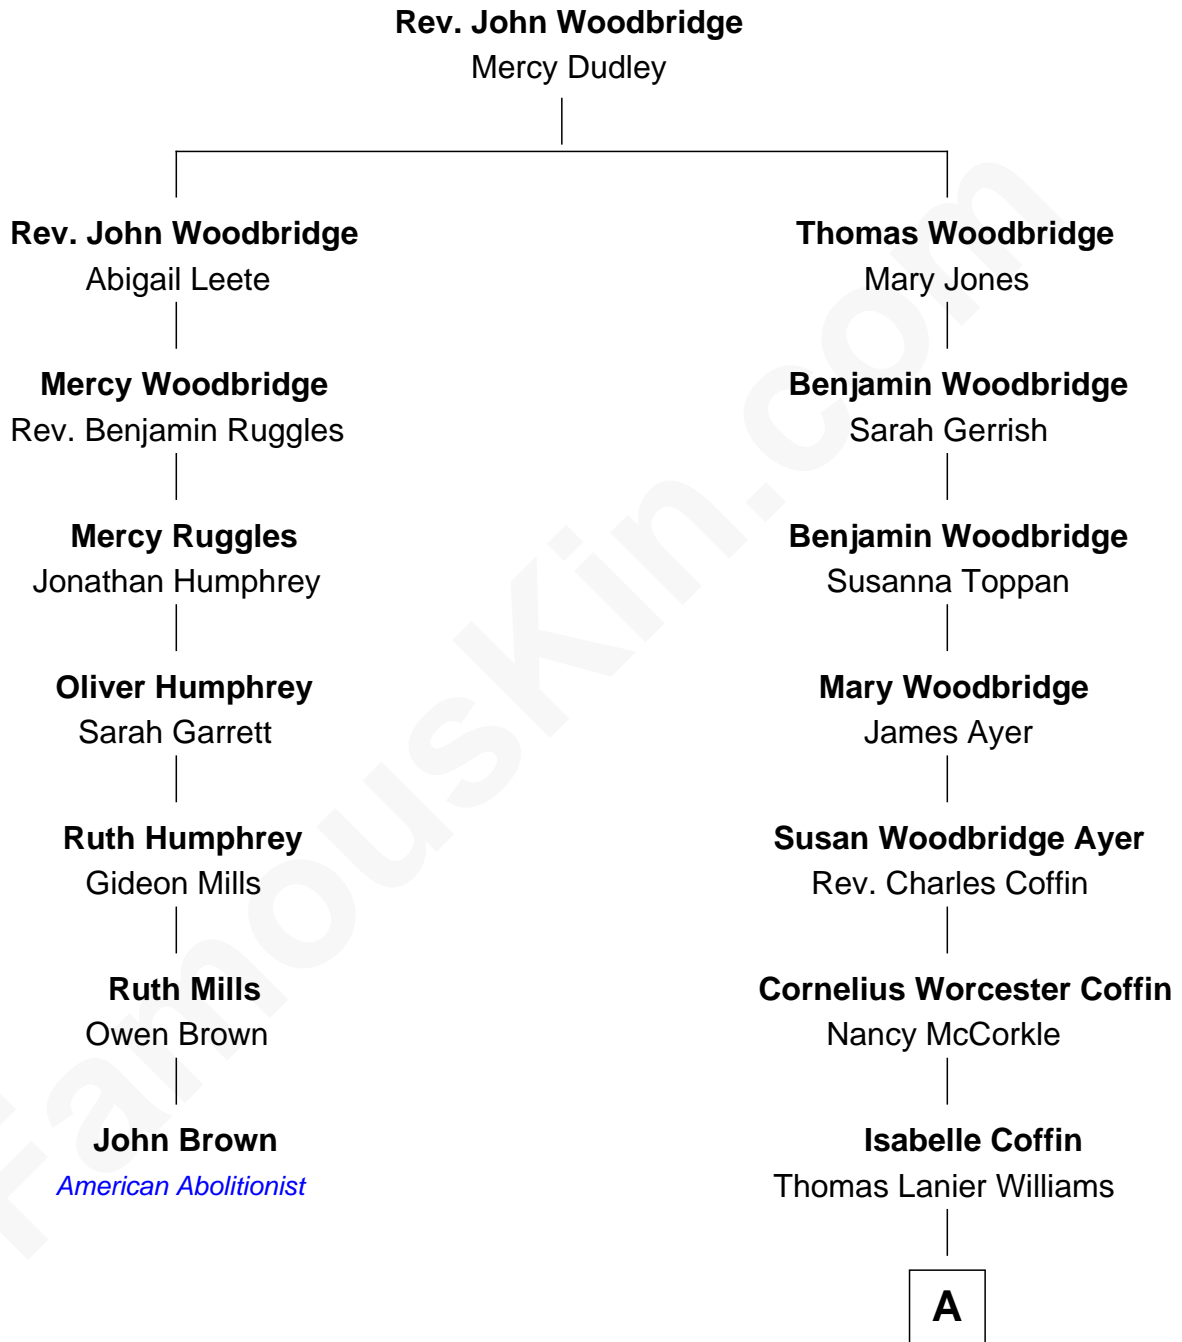 Rev. John Woodbridge
Mercy Dudley
Rev. John Woodbridge
Abigail Leete
Thomas Woodbridge
Mary Jones
Mercy Woodbridge
Rev. Benjamin Ruggles
Benjamin Woodbridge
Sarah Gerrish
Mercy Ruggles
Jonathan Humphrey
Benjamin Woodbridge
Susanna Toppan
Oliver Humphrey
Sarah Garrett
Mary Woodbridge
James Ayer
Ruth Humphrey
Gideon Mills
Susan Woodbridge Ayer
Rev. Charles Coffin
Ruth Mills
Owen Brown
Cornelius Worcester Coffin
Nancy McCorkle
John Brown
American Abolitionist
Isabelle Coffin
Thomas Lanier Williams
A
FamousKin.com